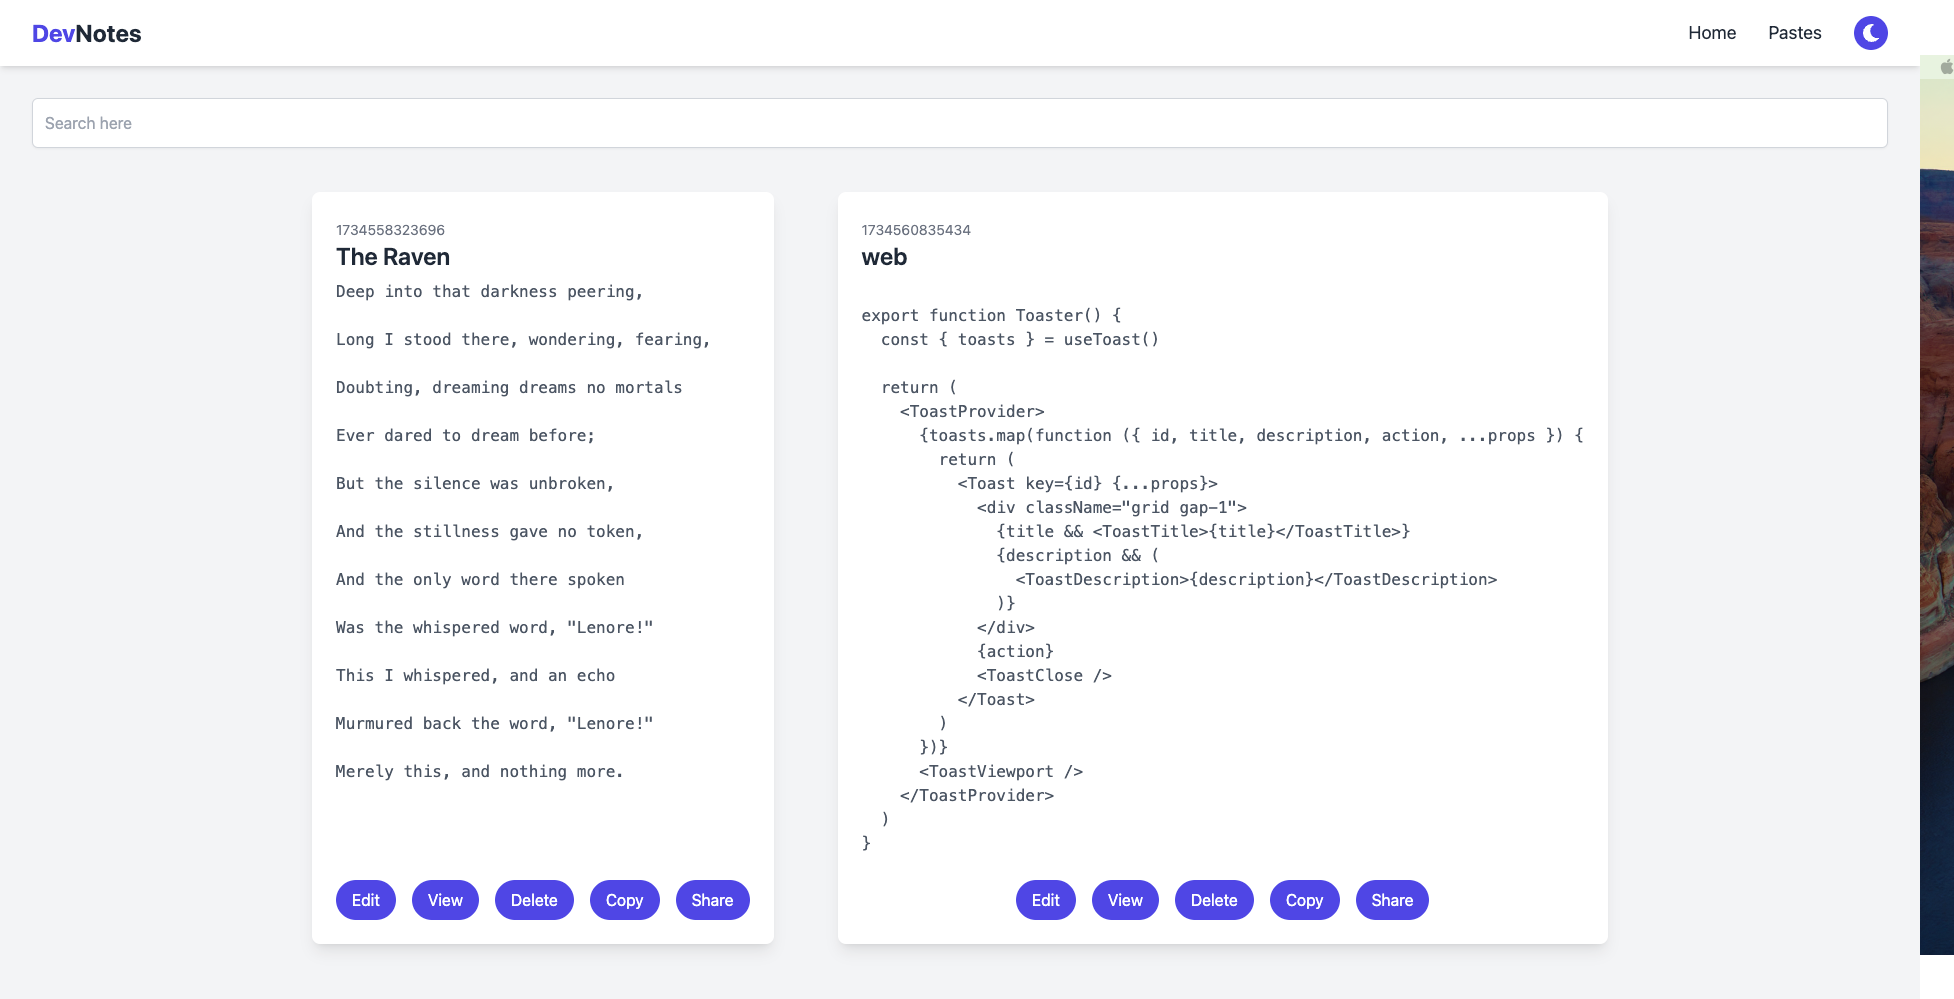 DevNotes
Home
Pastes
Search here
1734558323696
The Raven
Deep into that darkness peering,
Long I stood there, wondering, fearing,
Doubting, dreaming dreams no mortals
Ever dared to dream before;
But the silence was unbroken,
And the stillness gave no token,
And the only word there spoken
Was the whispered word, "Lenore!"
This I whispered, and an echo
Murmured back the word, "Lenore!"
Merely this, and nothing more.
Edit
View
Delete
Copy
Share
1734560835434
web
export function Toaster() {
  const { toasts } = useToast()
  return (
    <ToastProvider>
      {toasts.map(function ({ id, title, description, action, ...props }) {
        return (
          <Toast key={id} {...props}>
            <div className="grid gap-1">
              {title && <ToastTitle>{title}</ToastTitle>}
              {description && (
                <ToastDescription>{description}</ToastDescription>
              )}
            </div>
            {action}
            <ToastClose />
          </Toast>
        )
      })}
      <ToastViewport />
    </ToastProvider>
  )
}
Edit
View
Delete
Copy
Share